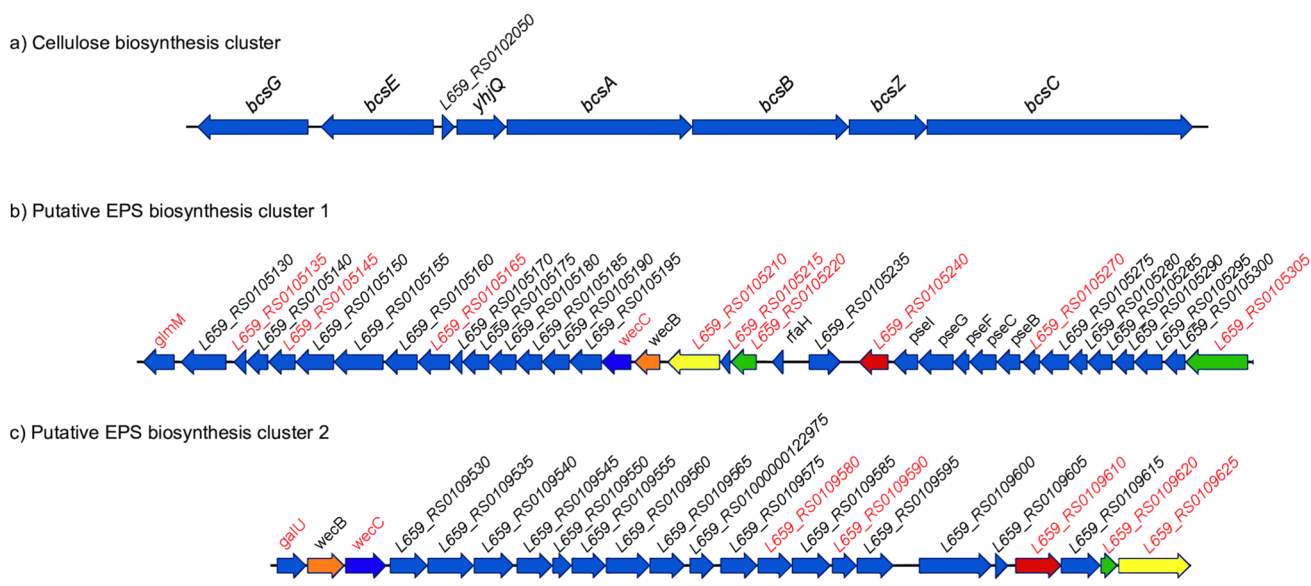 a) Cellulose biosynthesis cluster
bcsG
bcsE
L659_RS0102050
yhjQ
bcsA
bcsB
bcsZ
bcsC
b) Putative EPS biosynthesis cluster 1
glmM
L659_RS0105130
L659_RS0105135
L659_RS0105140
L659_RS0105145
L659_RS0105150
L659_RS0105155
L659_RS0105160
L659_RS0105165
L659_RS0105170
L659_RS0105175
L659_RS0105180
L659_RS0105185
L659_RS0105190
L659_RS0105195
wecC
wecB
L659_RS0105210
L659_RS0105215
L659_RS0105220
rfaH
L659_RS0105235
L659_RS0105240
pseI
pseG
pseF
pseC
pseB
L659_RS0105270
L659_RS0105275
L659_RS0105280
L659_RS0105285
L659_RS0105290
L659_RS0105295
L659_RS0105300
L659_RS0105305
c) Putative EPS biosynthesis cluster 2
galU
wecB
wecC
L659_RS0109530
L659_RS0109535
L659_RS0109540
L659_RS0109545
L659_RS0109550
L659_RS0109555
L659_RS0109560
L659_RS0109565
L659_RS01000000122975
L659_RS0109575
L659_RS0109580
L659_RS0109585
L659_RS0109590
L659_RS0109595
L659_RS0109600
L659_RS0109605
L659_RS0109610
L659_RS0109615
L659_RS0109620
L659_RS0109625